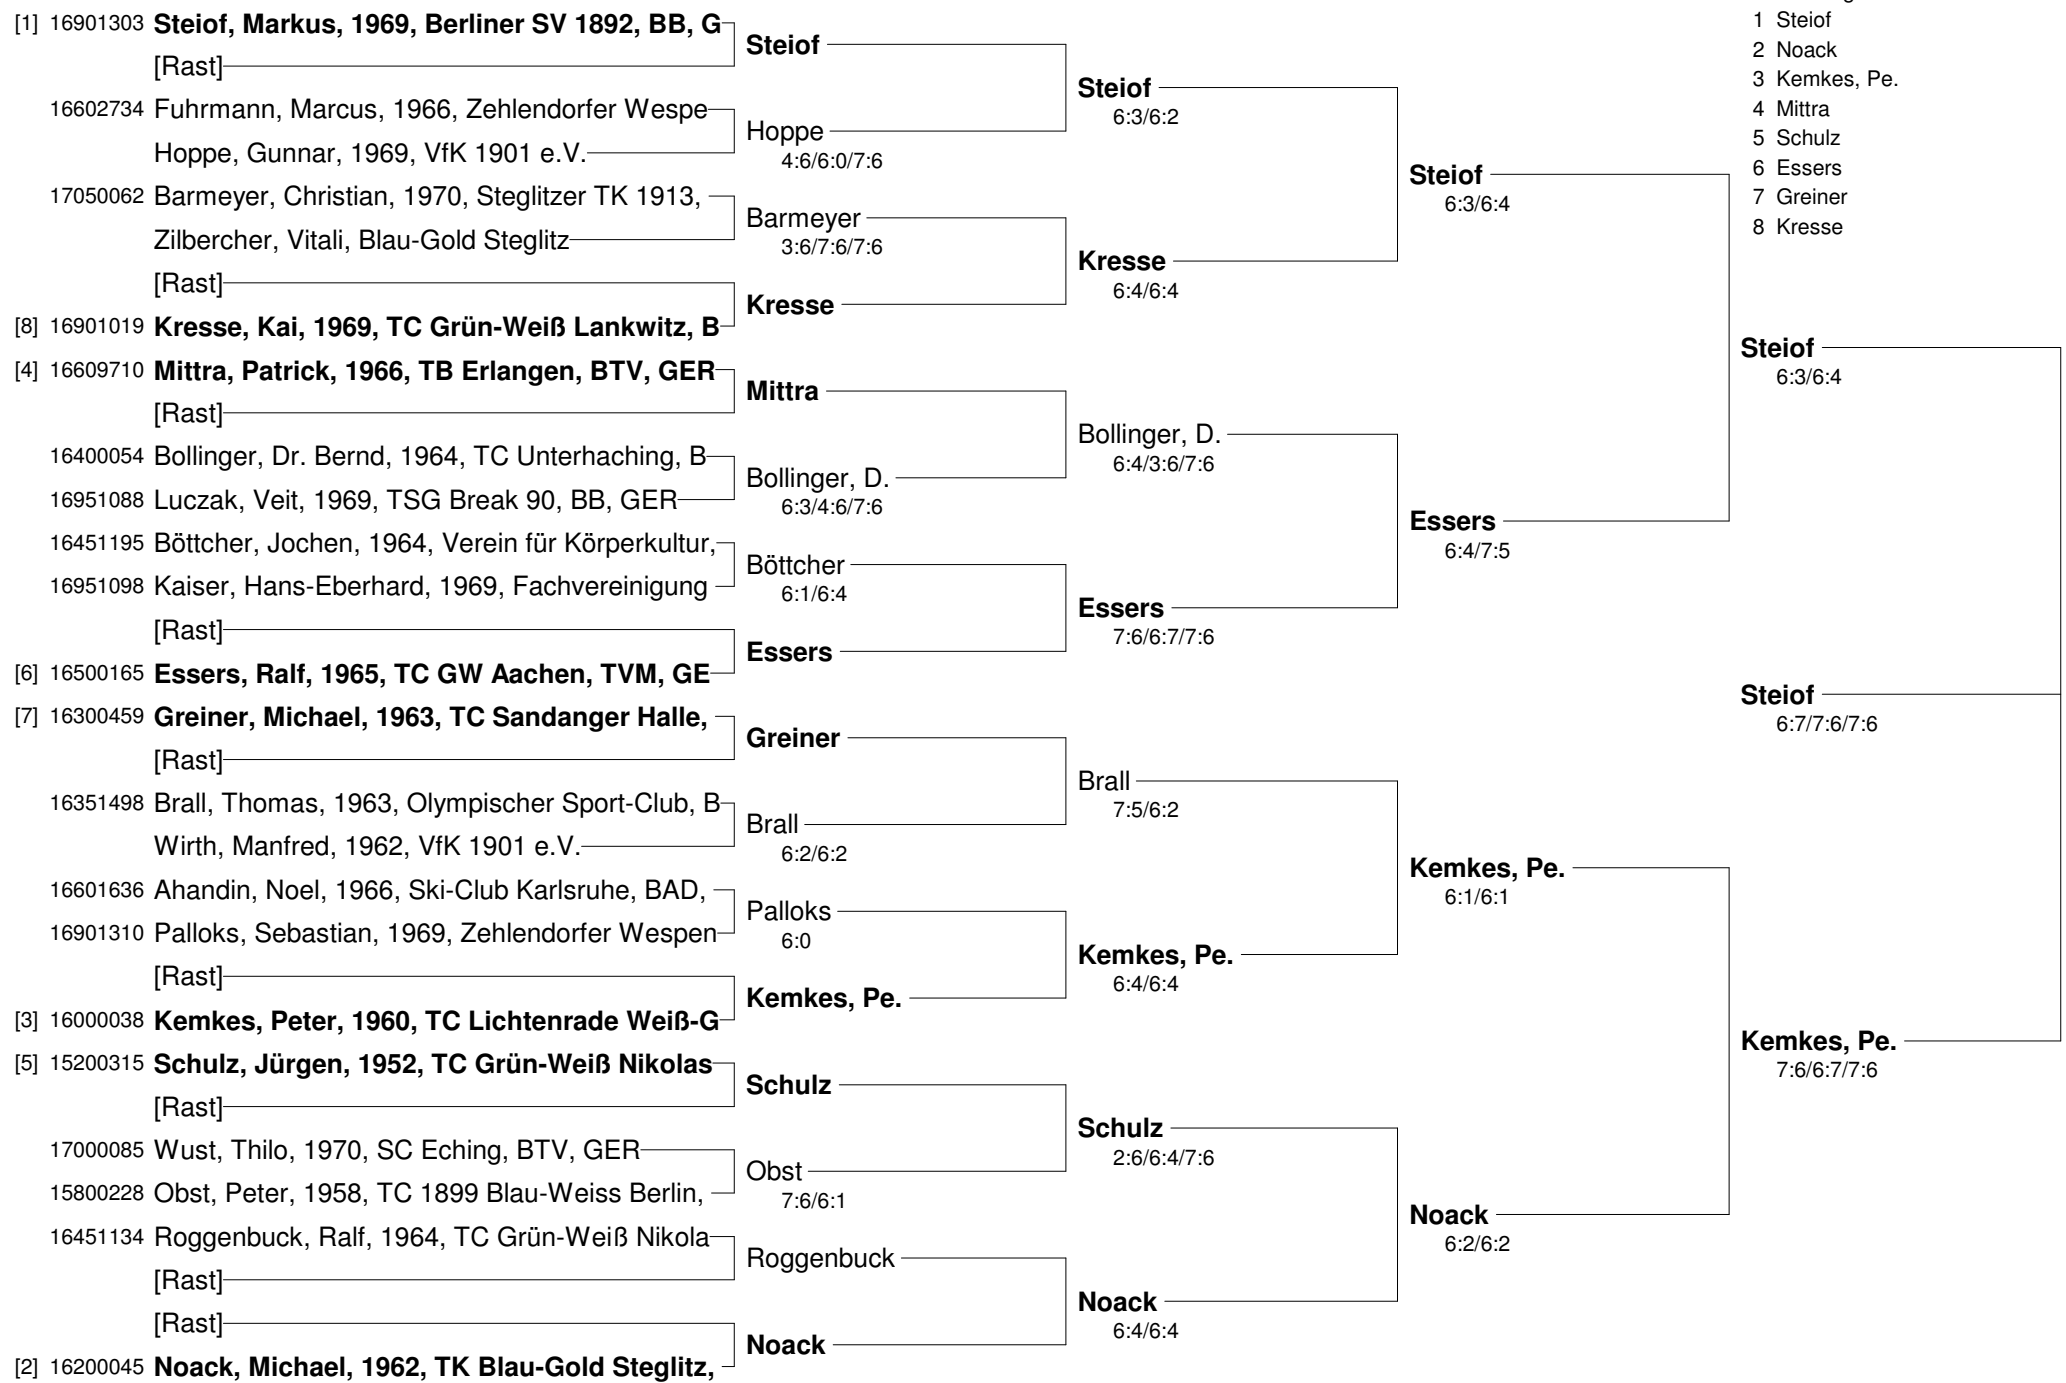 [1] 16901303 Steiof, Markus, 1969, Berliner SV 1892, BB, G
[Rast]
16602734 Fuhrmann, Marcus, 1966, Zehlendorfer Wespe
Hoppe, Gunnar, 1969, VfK 1901 e.V.
17050062 Barmeyer, Christian, 1970, Steglitzer TK 1913,
Zilbercher, Vitali, Blau-Gold Steglitz
[Rast]
[8] 16901019 Kresse, Kai, 1969, TC Grün-Weiß Lankwitz, B
[4] 16609710 Mittra, Patrick, 1966, TB Erlangen, BTV, GER
[Rast]
16400054 Bollinger, Dr. Bernd, 1964, TC Unterhaching, B
16951088 Luczak, Veit, 1969, TSG Break 90, BB, GER
16451195 Böttcher, Jochen, 1964, Verein für Körperkultur,
16951098 Kaiser, Hans-Eberhard, 1969, Fachvereinigung
[Rast]
[6] 16500165 Essers, Ralf, 1965, TC GW Aachen, TVM, GE
[7] 16300459 Greiner, Michael, 1963, TC Sandanger Halle,
[Rast]
16351498 Brall, Thomas, 1963, Olympischer Sport-Club, B
Wirth, Manfred, 1962, VfK 1901 e.V.
16601636 Ahandin, Noel, 1966, Ski-Club Karlsruhe, BAD,
16901310 Palloks, Sebastian, 1969, Zehlendorfer Wespen
[Rast]
[3] 16000038 Kemkes, Peter, 1960, TC Lichtenrade Weiß-G
[5] 15200315 Schulz, Jürgen, 1952, TC Grün-Weiß Nikolas
[Rast]
17000085 Wust, Thilo, 1970, SC Eching, BTV, GER
15800228 Obst, Peter, 1958, TC 1899 Blau-Weiss Berlin,
16451134 Roggenbuck, Ralf, 1964, TC Grün-Weiß Nikola
[Rast]
[Rast]
[2] 16200045 Noack, Michael, 1962, TK Blau-Gold Steglitz,
Steiof
Hoppe
4:6/6:0/7:6
Barmeyer
3:6/7:6/7:6
Kresse
Mittra
Bollinger, D.
6:3/4:6/7:6
Böttcher
6:1/6:4
Essers
Greiner
Brall
6:2/6:2
Palloks
6:0
Kemkes, Pe.
Schulz
Obst
7:6/6:1
Roggenbuck
Noack
Steiof
6:3/6:2
Kresse
6:4/6:4
Bollinger, D.
6:4/3:6/7:6
Essers
7:6/6:7/7:6
Brall
7:5/6:2
Kemkes, Pe.
6:4/6:4
Schulz
2:6/6:4/7:6
Noack
6:4/6:4
Steiof
6:3/6:4
Essers
6:4/7:5
Kemkes, Pe.
6:1/6:1
Noack
6:2/6:2
Steiof
6:3/6:4
Steiof
6:7/7:6/7:6
Kemkes, Pe.
7:6/6:7/7:6
1 Steiof
2 Noack
3 Kemkes, Pe.
4 Mittra
5 Schulz
6 Essers
7 Greiner
8 Kresse